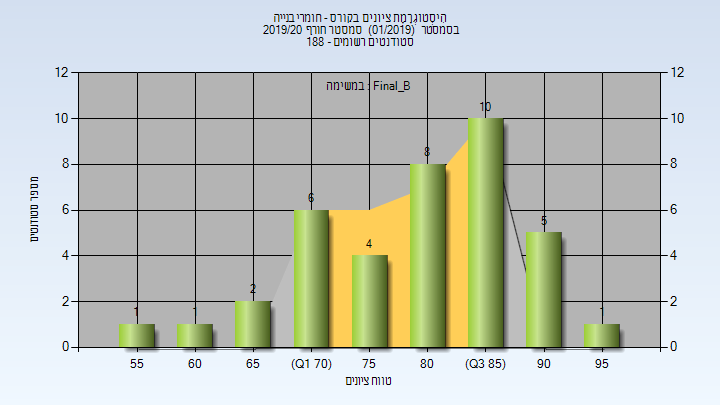 היסטוגרמת ציונים בקורס - חומרי בנייה
בסמסטר (01/2019) סמסטר חורף 2019/20
סטודנטים רשומים - 188
במשימה : Final_B
מספר סטודנטים
12 12
10 10
8 8
6 6
4 4
2 2
0 0
1 1 2 6 4 8 10 5 1
55 60 65 (Q1 70) 75 80 (Q3 85) 90 95
טווח ציונים